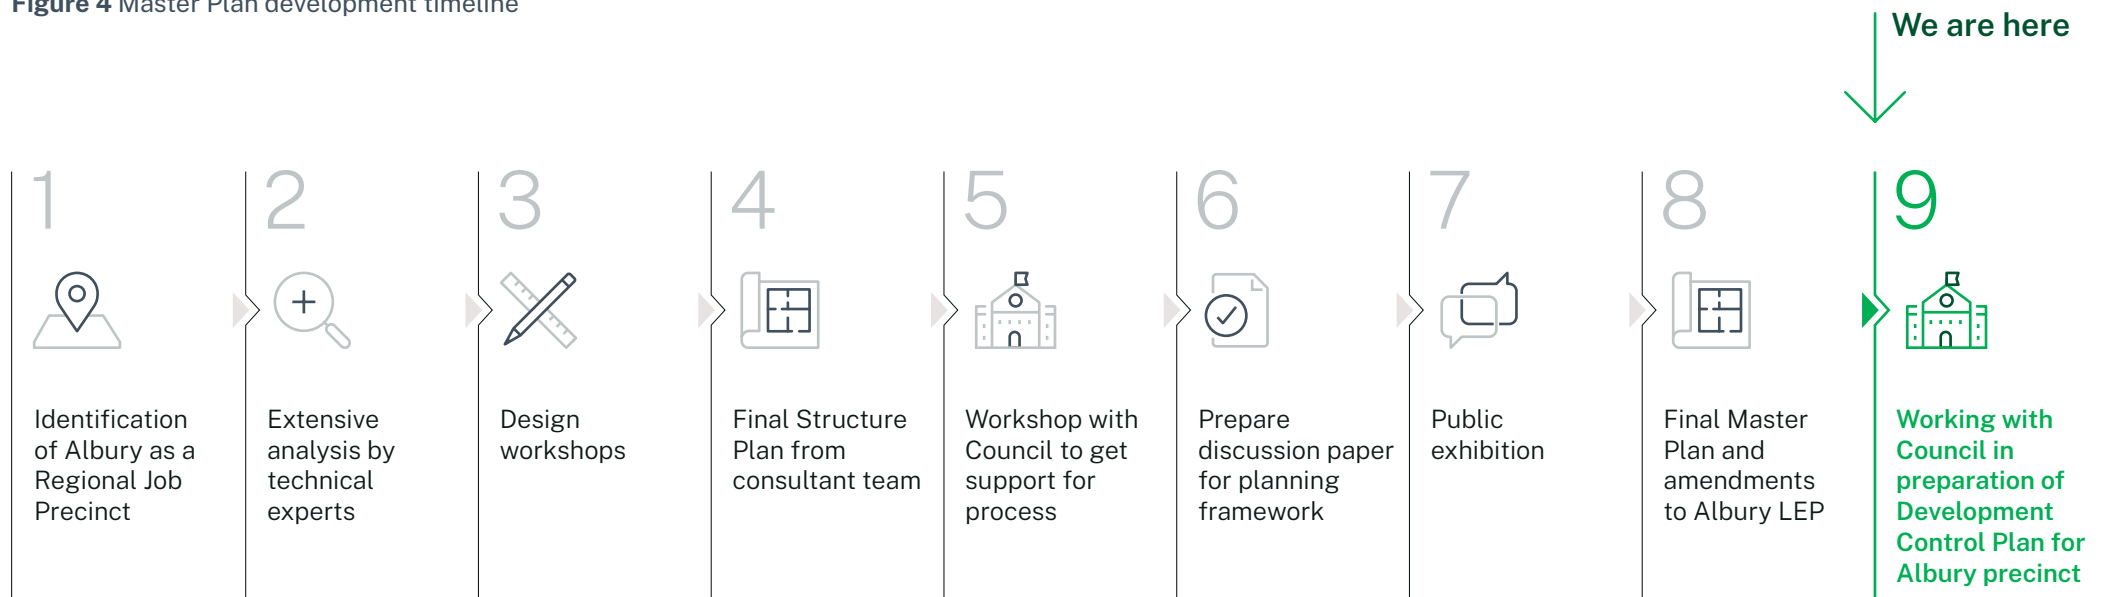 Figure 4 Master Plan development timeline
We are here
1
Identification
of Albury as a
Regional Job
Precinct
2
Extensive
analysis by
technical
experts
3
Design
workshops
4
Final Structure
Plan from
consultant team
5
Workshop with
Council to get
support for
process
6
Prepare
discussion paper
for planning
framework
7
Public
exhibition
8
Final Master
Plan and
amendments
to Albury LEP
9
Working with
Council in
preparation of
Development
Control Plan for
Albury precinct